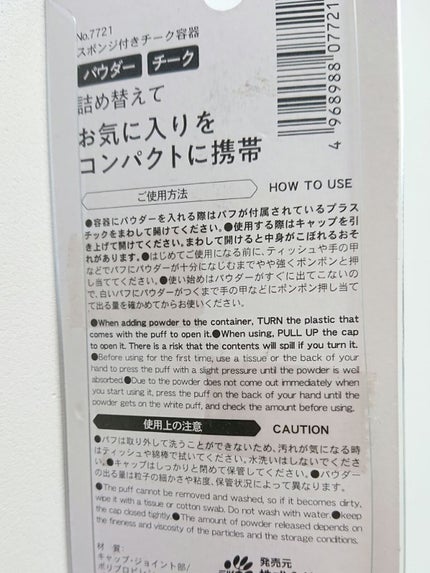 No.7721
スポンジ付きチーク容器
パウダー チーク
詰め替えて
お気に入りを
コンパクトに携帯
4 968988 07721
ご使用方法 HOW TO USE
●容器にパウダーを入れる際はパフが付属されているプラス
チックをまわして開けてください。●使用する際はキャップを引
き上げて開けてください。まわして開けると中身がこぼれるおそ
れがあります。●はじめてご使用になる前に、ティッシュや手の甲
などでパフにパウダーが十分になじむまでやや強くポンポンと押
し当ててください。●使い始めはパウダーがすぐに出てこないの
で、白いパフにパウダーがつくまで手の甲などにポンポン押し当て
て出る量を確かめてからお使いください。
●When adding powder to the container, TURN the plastic that
comes with the puff to open it.●When using, PULL UP the cap
to open it. There is a risk that the contents will spill if you turn it.
●Before using for the first time, use a tissue or the back of your
hand to press the puff with a slight pressure until the powder is well
absorbed.●Due to the powder does not come out immediately when
you start using it, press the puff on the back of your hand until the
powder gets on the white puff, and check the amount before using.
使用上の注意 CAUTION
●パフは取り外して洗うことができないため、汚れが気になる時
はティッシュや綿棒で拭いてください。水洗いはしないでくださ
い。●キャップはしっかりと閉めて保管してください。●パウダー
の出る量は粒子の細かさや粘度、保管状況によって異なります。
●The puff cannot be removed and washed, so if it becomes dirty,
wipe it with a tissue or cotton swab. Do not wash with water.●keep
the cap closed tightly.●The amount of powder released depends on
the fineness and viscosity of the particles and the storage conditions.
材 質:
キャップ・ジョイント部/
発売元